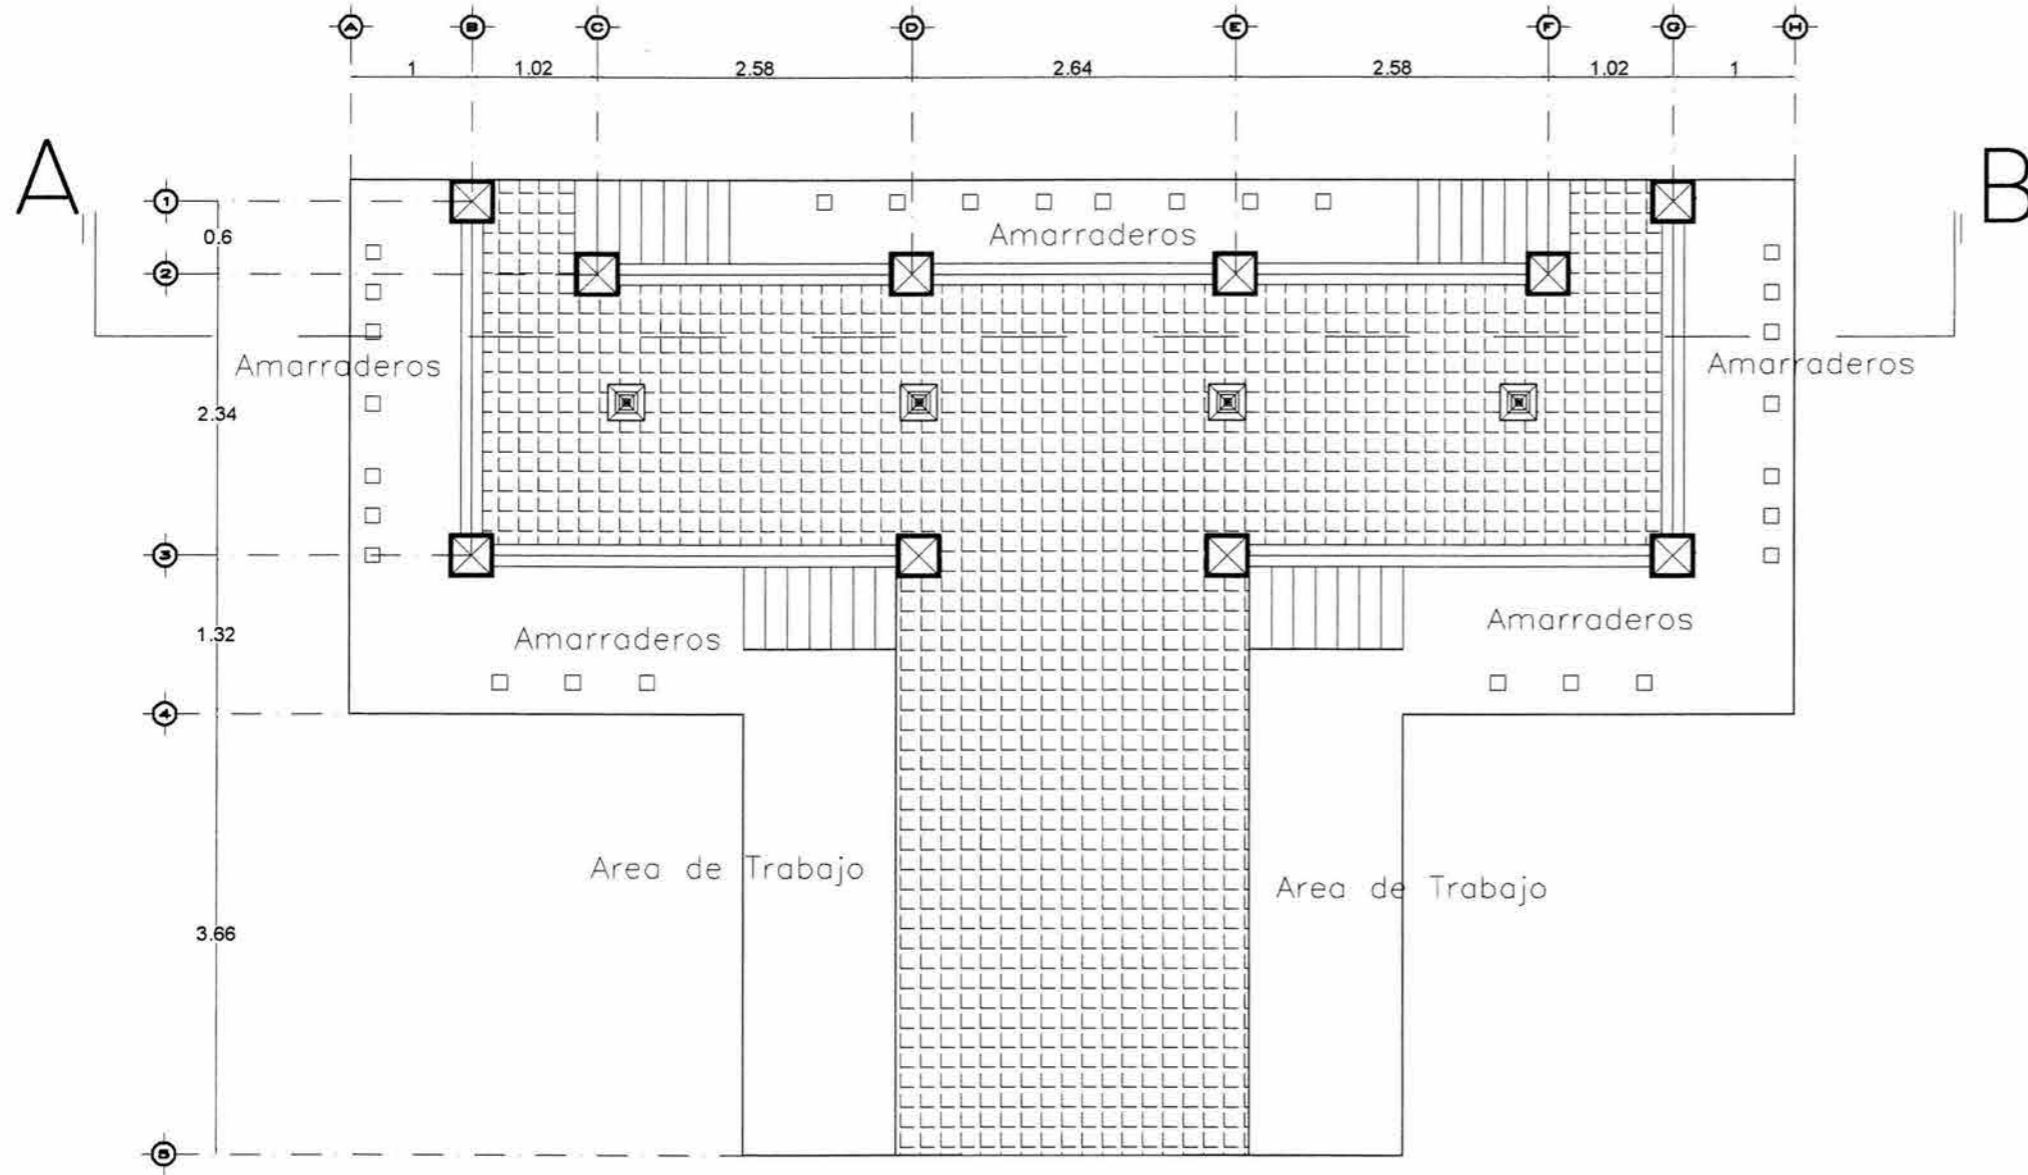 A B C D E F G H
1 1.02 2.58 2.64 2.58 1.02 1
A B
1
0.6
Amarraderos
2
Amarraderos Amarraderos
2.34
3
Amarraderos
1.32
Amarraderos
4
Area de Trabajo
Area de Trabajo
3.66
5